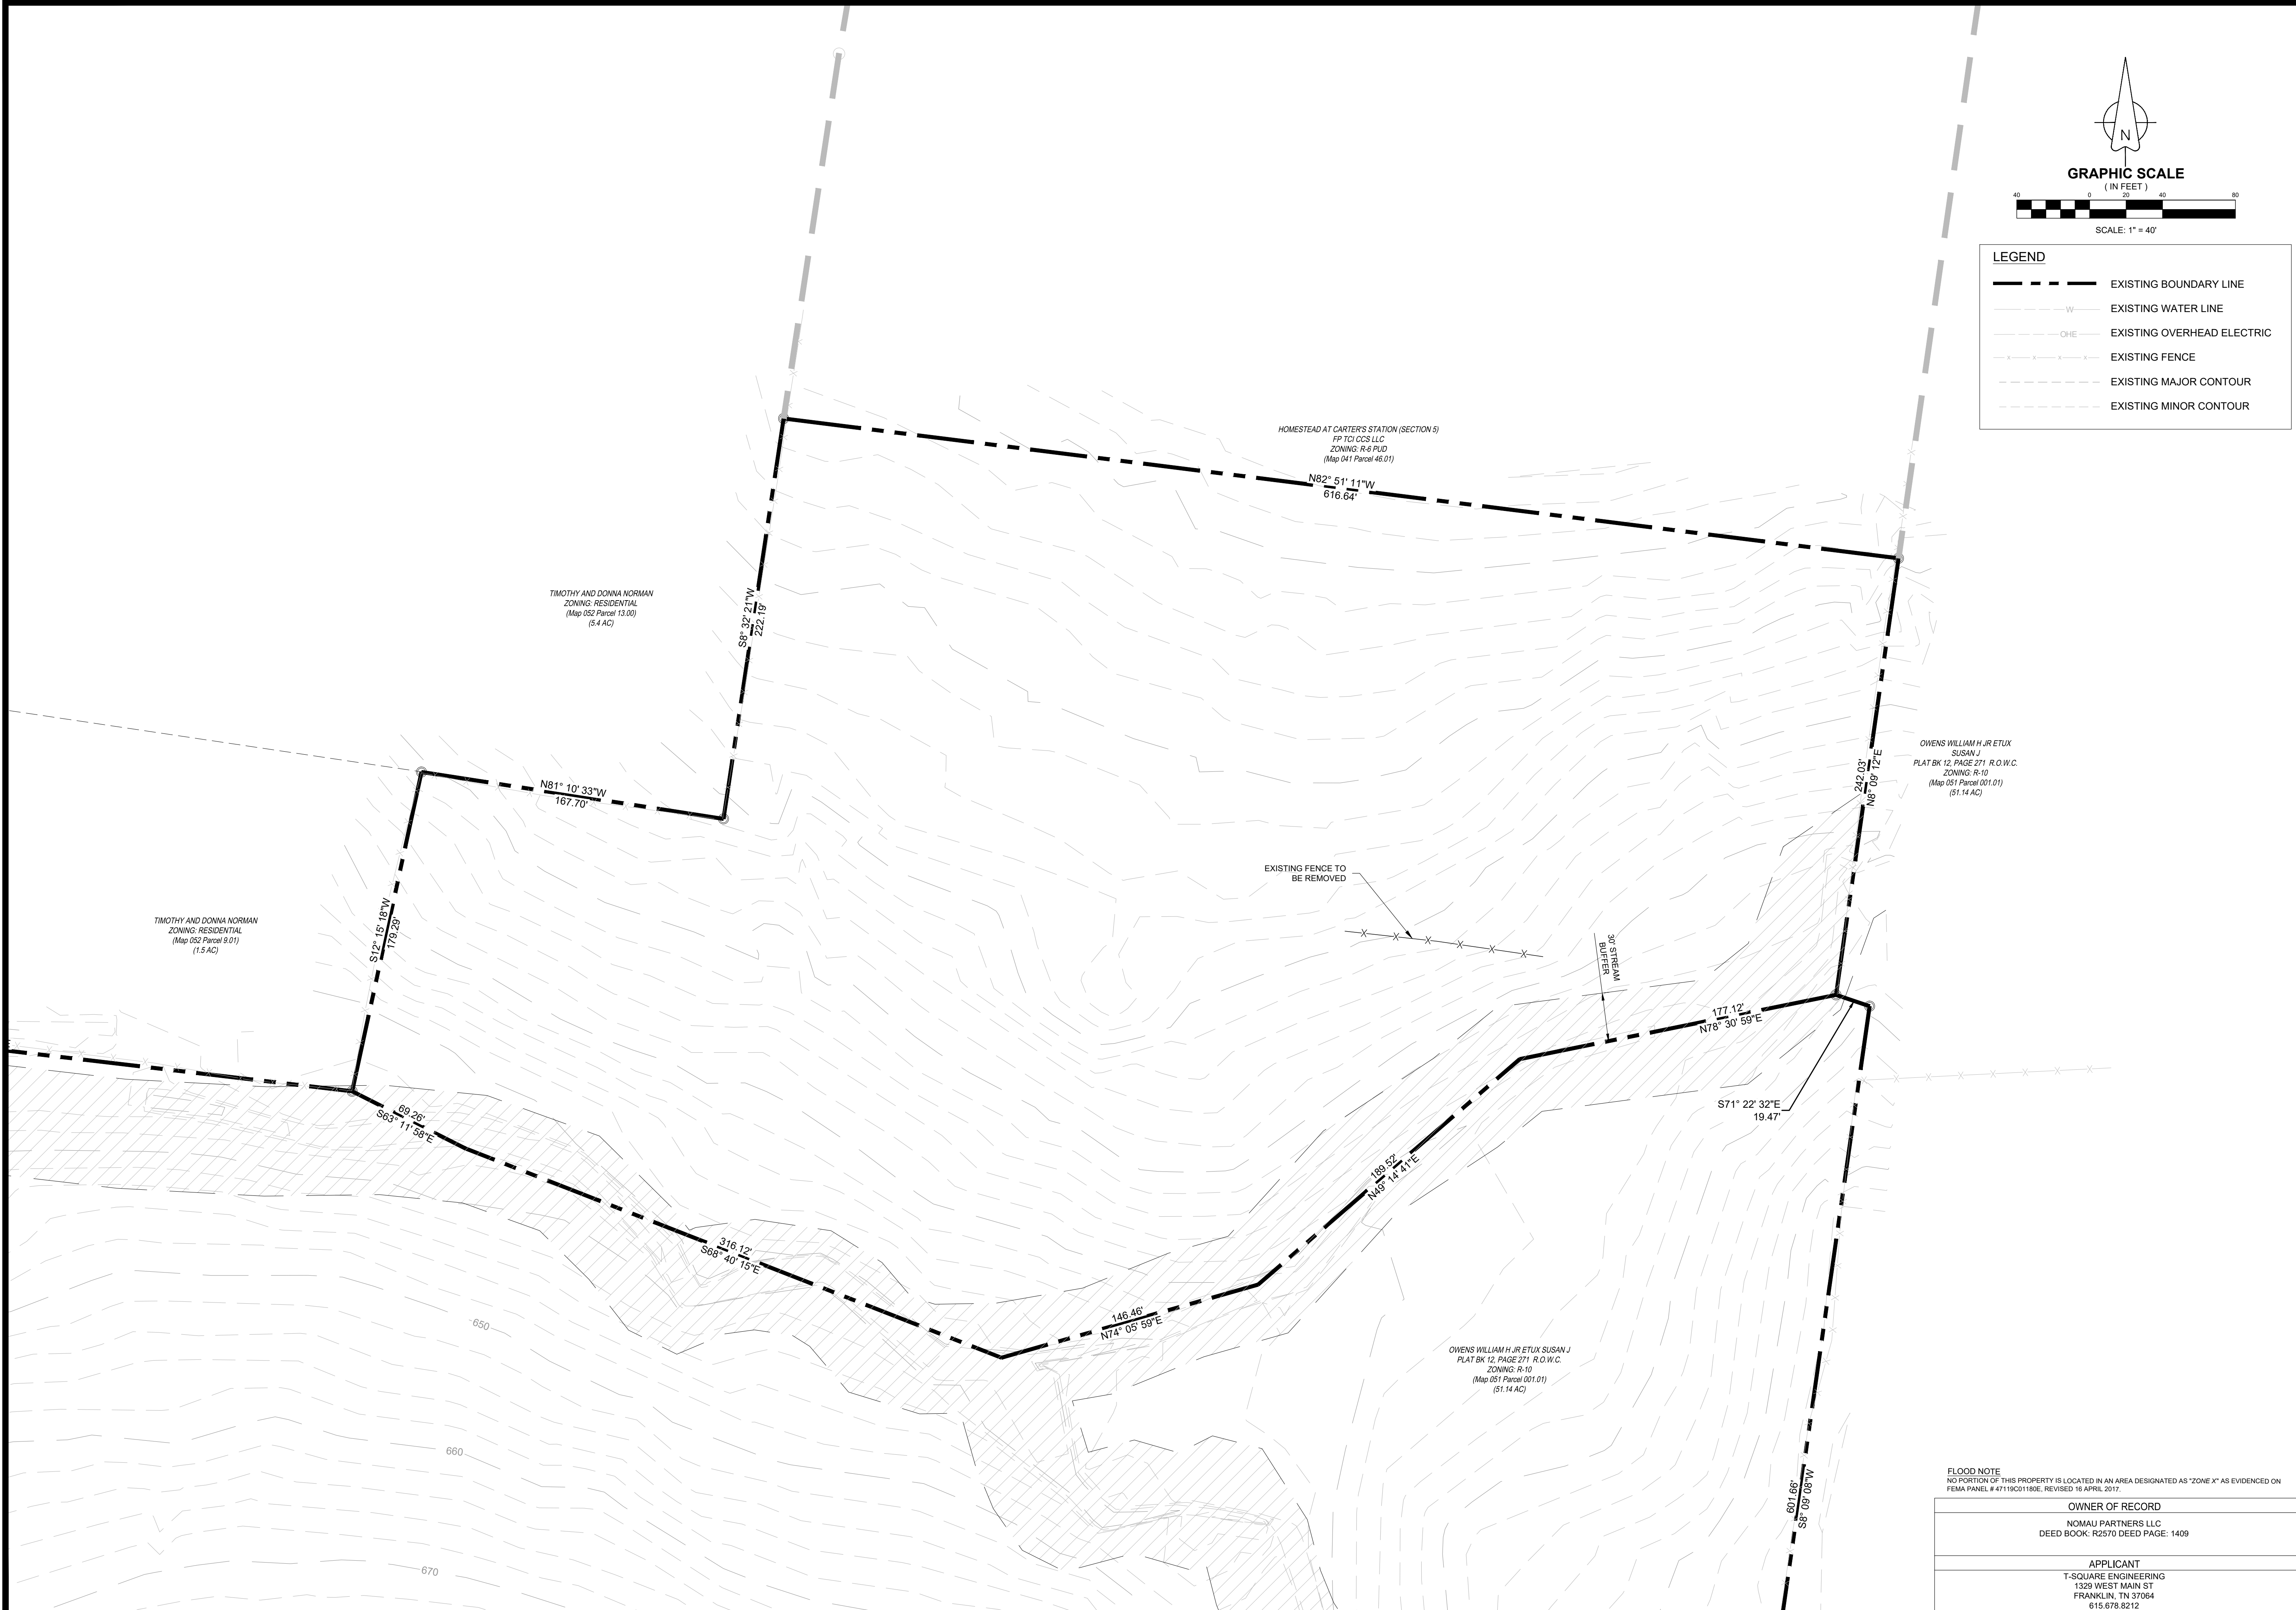 N
GRAPHIC SCALE
( IN FEET )
40 0 20 40 80
SCALE: 1" = 40'
LEGEND
EXISTING BOUNDARY LINE
W EXISTING WATER LINE
OHE EXISTING OVERHEAD ELECTRIC
X X X X EXISTING FENCE
EXISTING MAJOR CONTOUR
EXISTING MINOR CONTOUR
HOMESTEAD AT CARTER'S STATION (SECTION 5)
FP TCI CCS LLC
ZONING: R-6 PUD
(Map 041 Parcel 46.01)
N82° 51' 11"W
616.64'
TIMOTHY AND DONNA NORMAN
ZONING: RESIDENTIAL
(Map 052 Parcel 13.00)
(5.4 AC)
S8° 32' 21"W
222.19'
N81° 10' 33"W
167.70'
OWENS WILLIAM H JR ETUX
SUSAN J
PLAT BK 12, PAGE 271 R.O.W.C.
ZONING: R-10
(Map 051 Parcel 001.01)
(51.14 AC)
242.03'
N8° 09' 12"E
TIMOTHY AND DONNA NORMAN
ZONING: RESIDENTIAL
(Map 052 Parcel 9.01)
(1.5 AC)
S12° 15' 18"W
179.29'
EXISTING FENCE TO
BE REMOVED
30' STREAM
BUFFER
177.12'
N78° 30' 59"E
S71° 22' 32"E
19.47'
69.26'
S63° 11' 58"E
189.52'
N49° 14' 41"E
316.12'
S68° 40' 15"E
146.46'
N74° 05' 59"E
650
660
670
OWENS WILLIAM H JR ETUX SUSAN J
PLAT BK 12, PAGE 271 R.O.W.C.
ZONING: R-10
(Map 051 Parcel 001.01)
(51.14 AC)
601.66'
S8° 09' 08"W
FLOOD NOTE
NO PORTION OF THIS PROPERTY IS LOCATED IN AN AREA DESIGNATED AS "ZONE X" AS EVIDENCED ON
FEMA PANEL # 47119C01180E, REVISED 16 APRIL 2017.
OWNER OF RECORD
NOMAU PARTNERS LLC
DEED BOOK: R2570 DEED PAGE: 1409
APPLICANT
T-SQUARE ENGINEERING
1329 WEST MAIN ST
FRANKLIN, TN 37064
615.678.8212